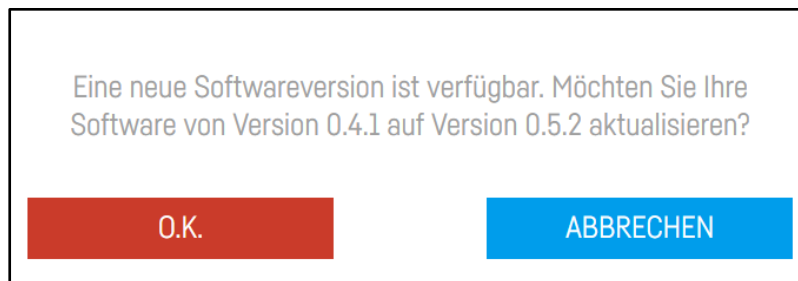 Eine neue Softwareversion ist verfügbar. Möchten Sie Ihre
Software von Version 0.4.1 auf Version 0.5.2 aktualisieren?
O.K.
ABBRECHEN